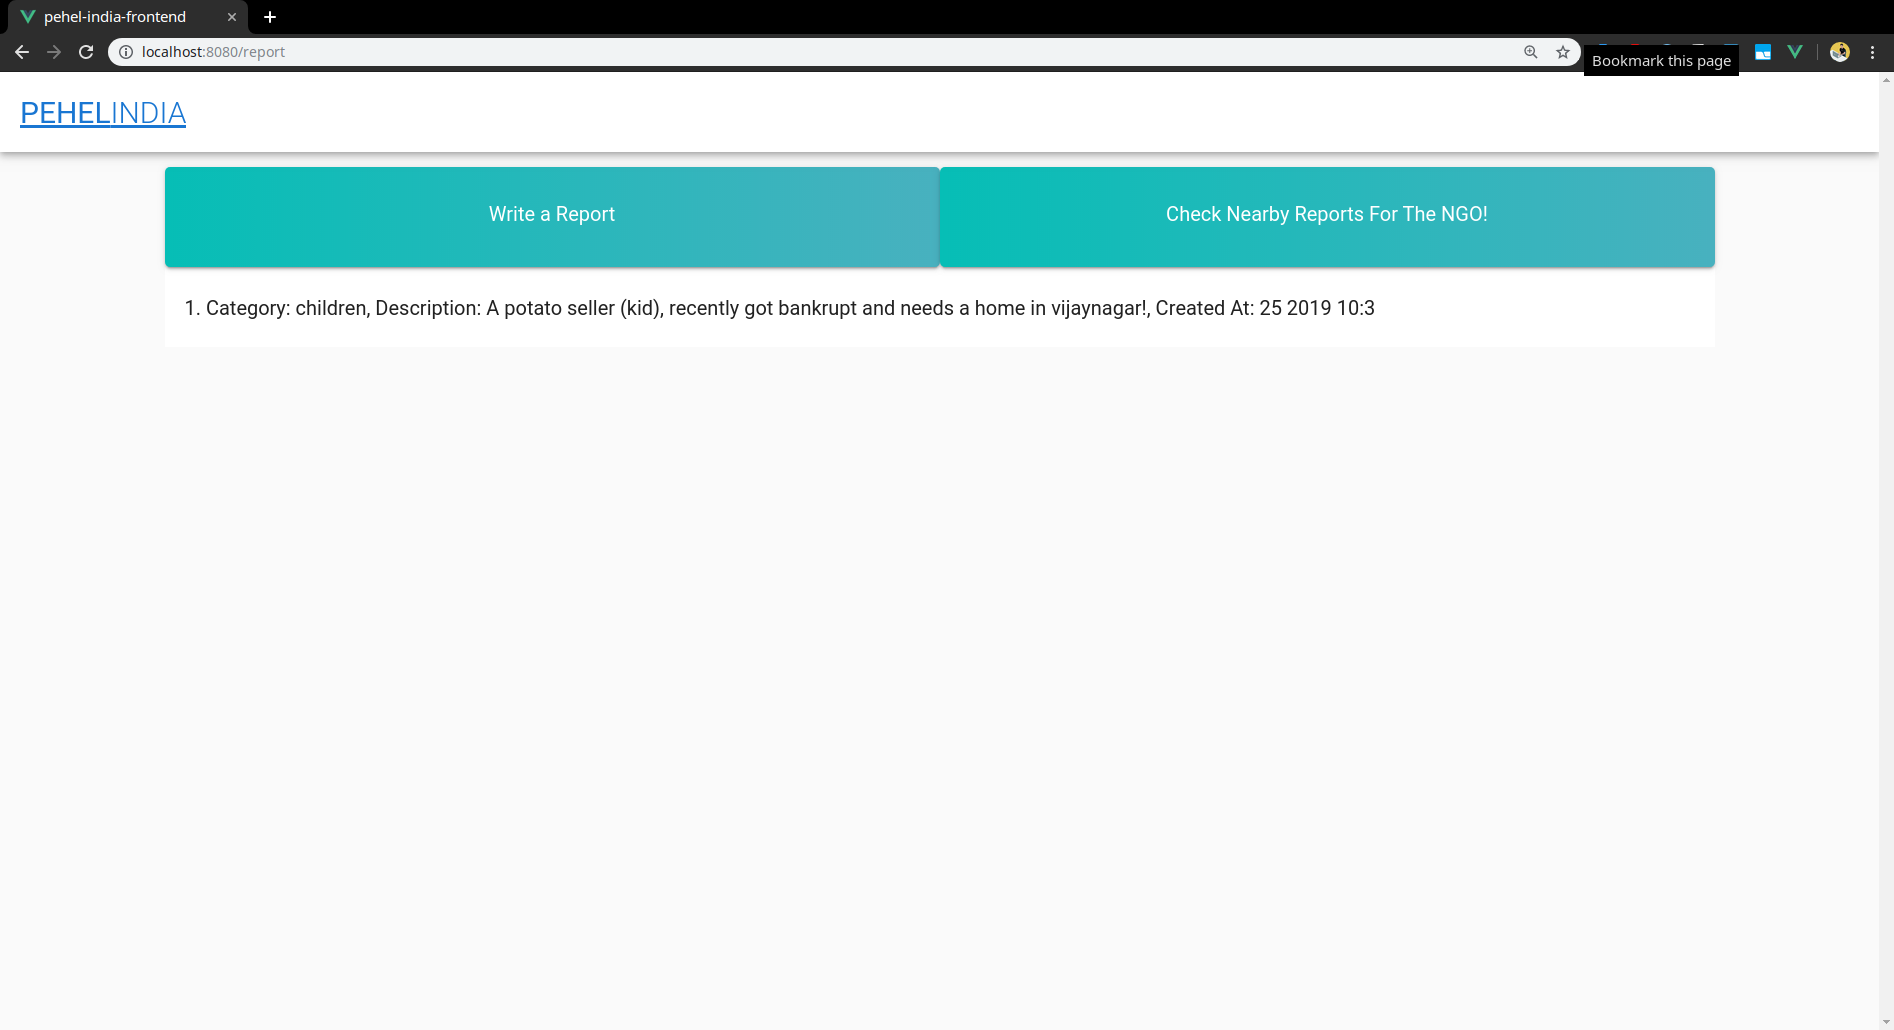 pehel-india-frontend
localhost:8080/report
Bookmark this page
PEHELINDIA
Write a Report
Check Nearby Reports For The NGO!
1. Category: children, Description: A potato seller (kid), recently got bankrupt and needs a home in vijaynagar!, Created At: 25 2019 10:3